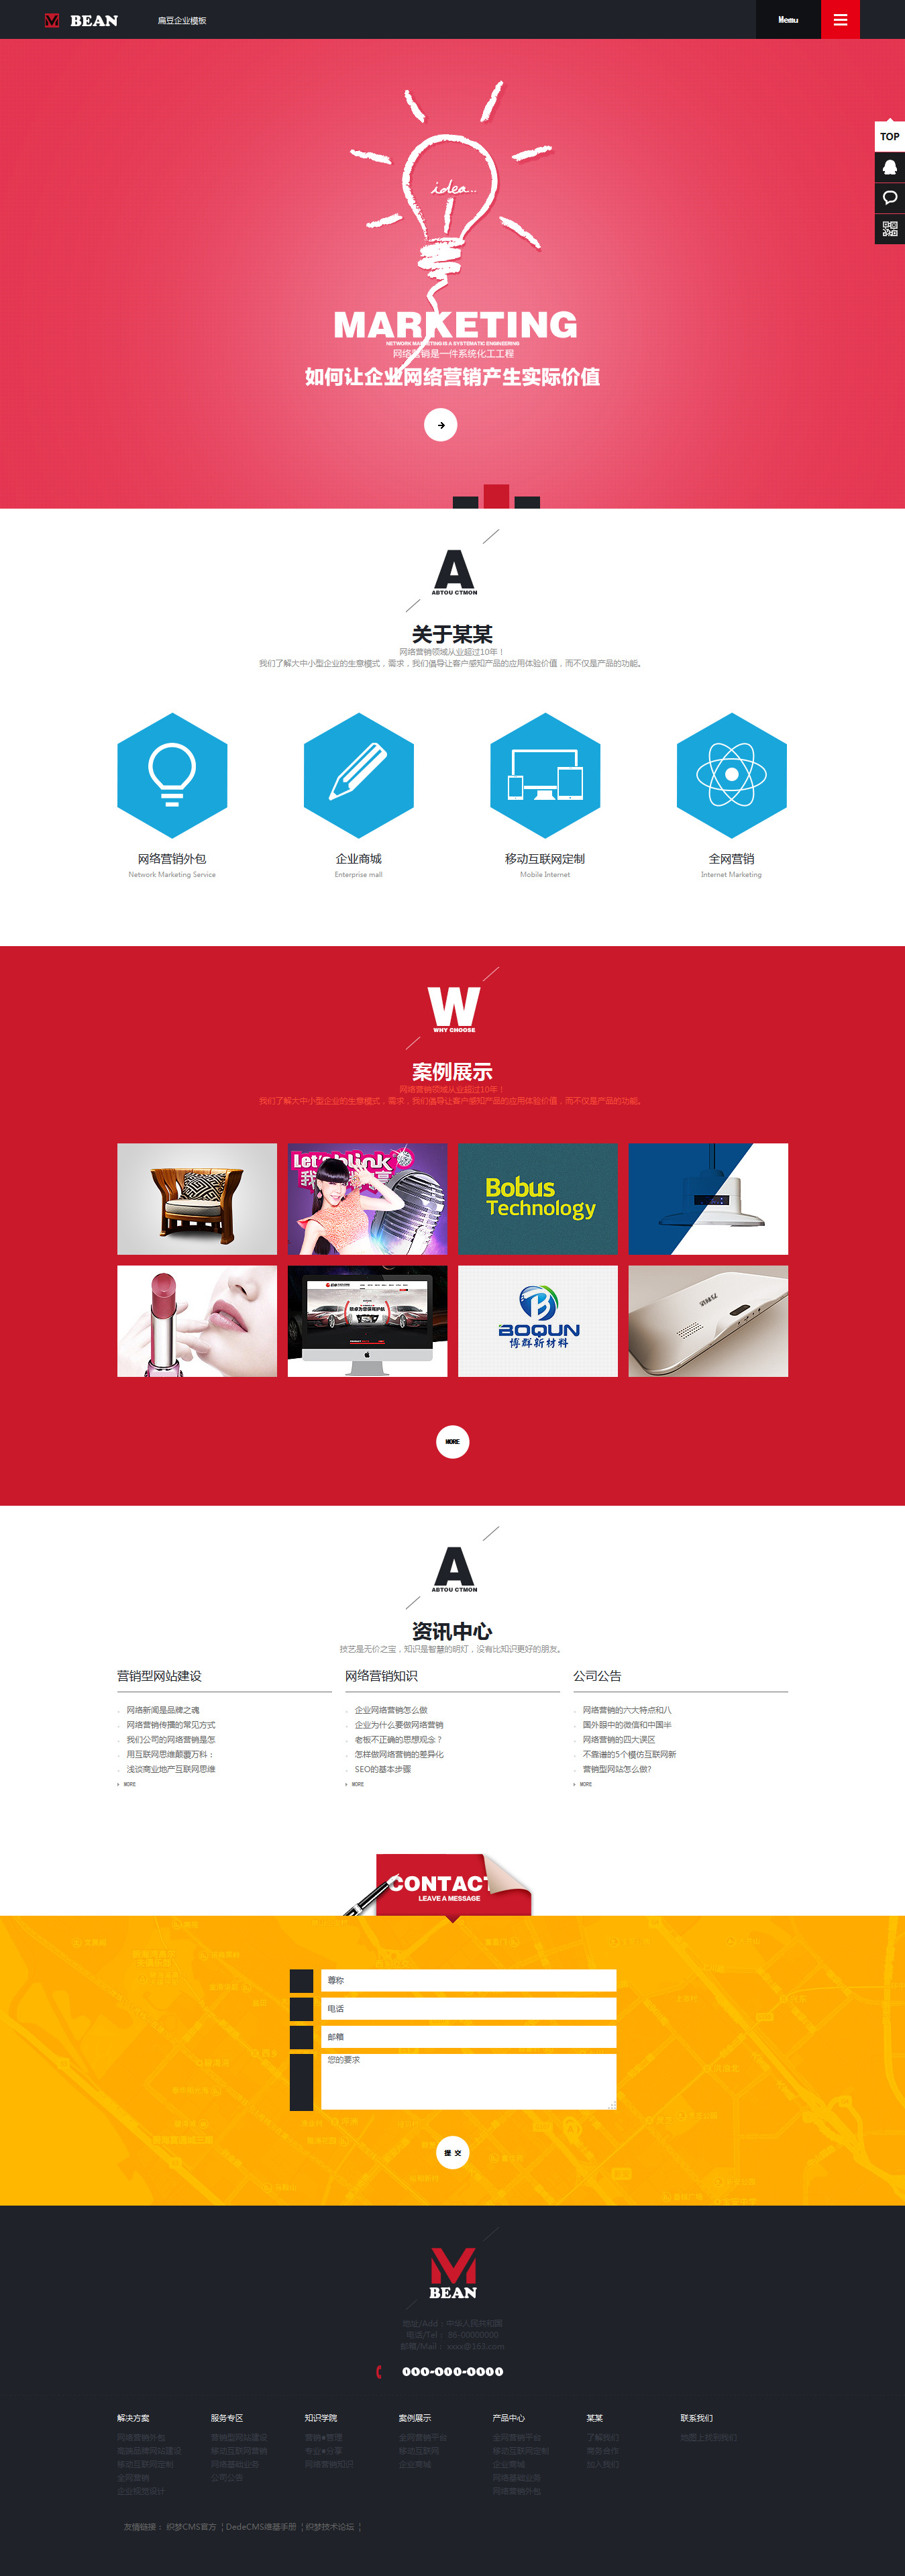 BEAN 扁豆企业模板 Memu
TOP
idea...
MARKETING
NETWORK MARKETING IS A SYSTEMATIC ENGINEERING
网络营销是一件系统化工工程
如何让企业网络营销产生实际价值
A
ABTOU CTMON
关于某某
网络营销领域从业超过10年！
我们了解大中小型企业的生意模式，需求，我们倡导让客户感知产品的应用体验价值，而不仅是产品的功能。
网络营销外包 企业商城 移动互联网定制 全网营销
Network Marketing Service Enterprise mall Mobile Internet Internet Marketing
W
WHY CHOOSE
案例展示
网络营销领域从业超过10年！
我们了解大中小型企业的生意模式，需求，我们倡导让客户感知产品的应用体验价值，而不仅是产品的功能。
Bobus
Technology
BOQUN
博群新材料
MORE
A
ABTOU CTMON
资讯中心
技艺是无价之宝，知识是智慧的明灯，没有比知识更好的朋友。
营销型网站建设 网络营销知识 公司公告
网络新闻是品牌之魂 企业网络营销怎么做 网络营销的六大特点和八
网络营销传播的常见方式 企业为什么要做网络营销 国外眼中的微信和中国半
我们公司的网络营销是怎 老板不正确的思想观念？ 网络营销的四大误区
用互联网思维颠覆万科： 怎样做网络营销的差异化 不靠谱的5个模仿互联网新
浅谈商业地产互联网思维 SEO的基本步骤 营销型网站怎么做?
MORE MORE MORE
CONTACT
LEAVE A MESSAGE
尊称
电话
邮箱
您的要求
提 交
BEAN
地址/Add：中华人民共和国
电话/Tel： 86-00000000
邮箱/Mail： xxxx@163.com
000-000-0000
解决方案 服务专区 知识学院 案例展示 产品中心 某某 联系我们
网络营销外包 营销型网站建设 营销●管理 全网营销平台 全网营销平台 了解我们 地图上找到我们
高端品牌网站建设 移动互联网营销 专业●分享 移动互联网 移动互联网定制 商务合作
移动互联网定制 网络基础业务 网络营销知识 企业商城 企业商城 加入我们
全网营销 公司公告 网络基础业务
企业视觉设计 网络营销外包
友情链接： 织梦CMS官方 ¦ DedeCMS维基手册 ¦ 织梦技术论坛 ¦